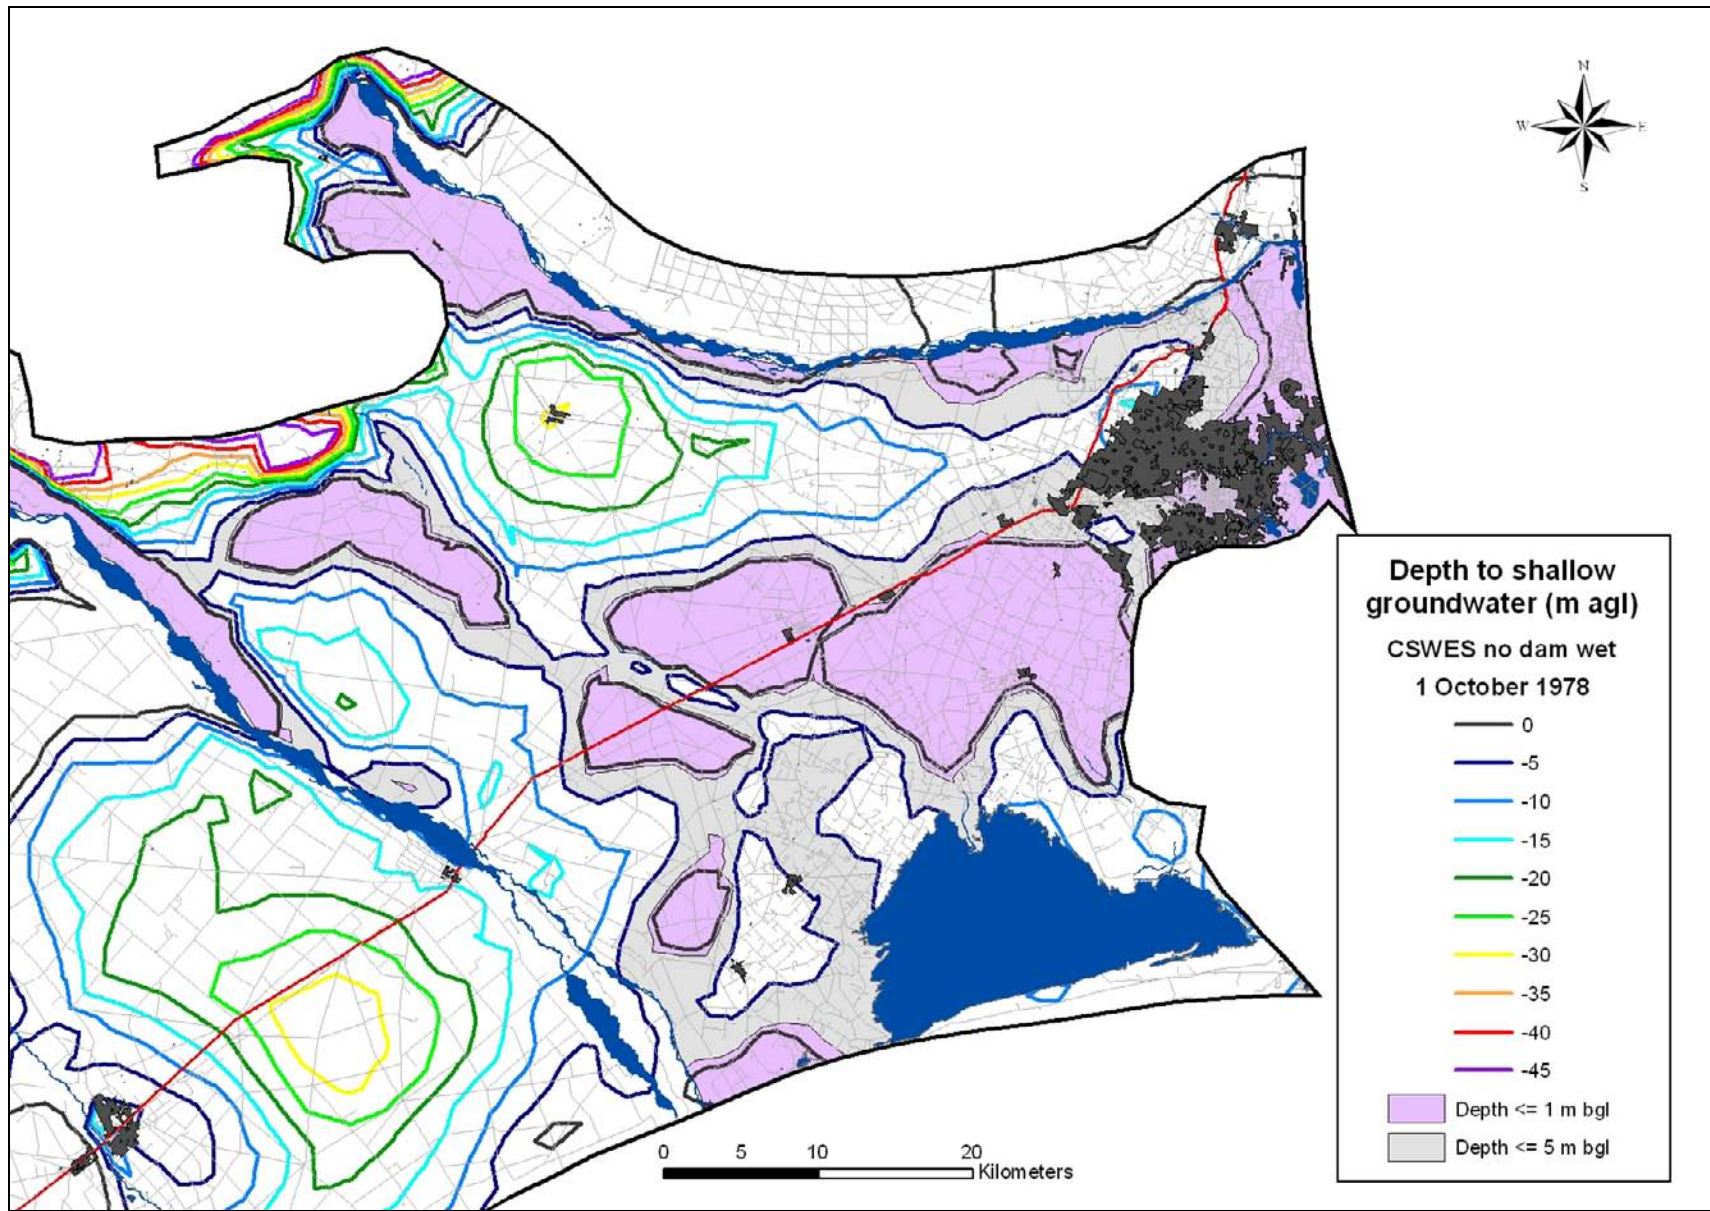 N
W
E
S
Depth to shallow
groundwater (m agl)
CSWES no dam wet
1 October 1978
0
-5
-10
-15
-20
-25
-30
-35
-40
-45
Depth <= 1 m bgl
Depth <= 5 m bgl
0 5 10 20
Kilometers